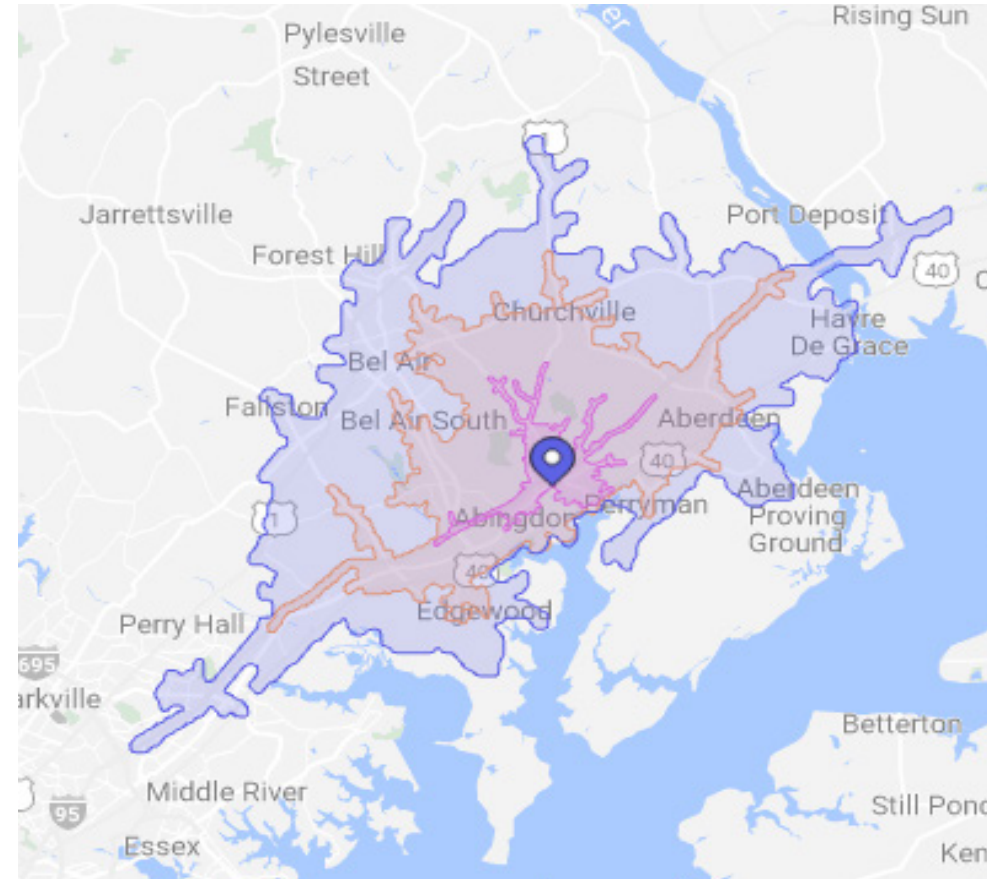 Rising Sun
Pylesville
Street
1
Jarrettsville
Port Deposit
Forest Hill
40
Churchville
Havre
De Grace
Bel Air
Fallston
Bel Air South
Aberdeen
40
Aberdeen
Proving
Ground
Perryman
Abingdon
1
40
Edgewood
Perry Hall
695
arkville
Betterton
Middle River
95
Still Pond
Essex
Ken